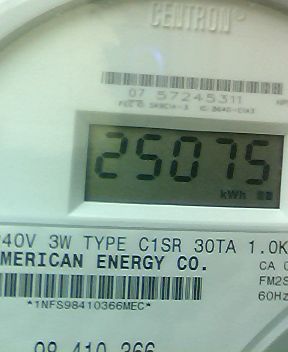 CENTRON®
07 57245311
25075
kWh
240V 3W TYPE C1SR 30TA 1.0K
MERICAN ENERGY CO.
CA
FM2S
60Hz
*1NFS98410366MEC*
98 410 366